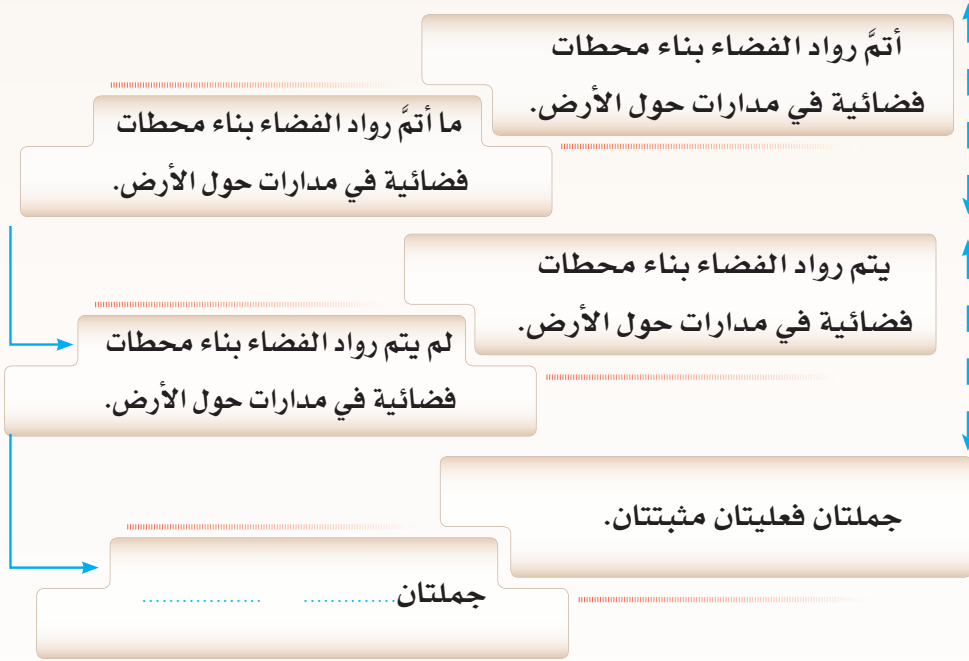 أتمَّ رواد الفضاء بناء محطات
فضائية في مدارات حول الأرض.
ما أتمَّ رواد الفضاء بناء محطات
فضائية في مدارات حول الأرض.
يتم رواد الفضاء بناء محطات
فضائية في مدارات حول الأرض.
لم يتم رواد الفضاء بناء محطات
فضائية في مدارات حول الأرض.
جملتان فعليتان مثبتتان.
جملتان.............. ..................